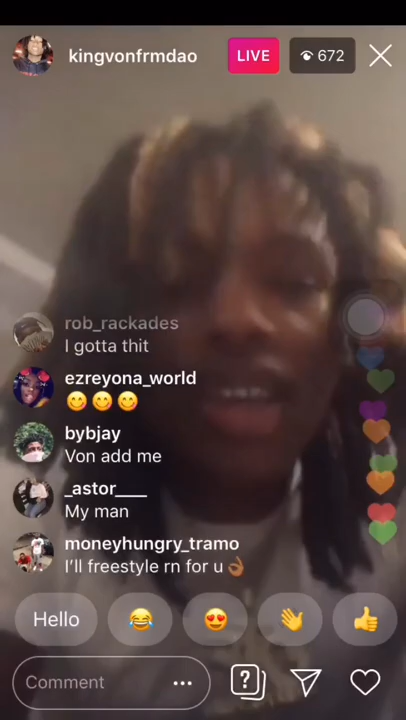 kingvonfrmdao LIVE 672
rob_rackades
I gotta thit
ezreyona_world
😋 😋 😋
bybjay
Von add me
_astor___
My man
moneyhungry_tramo
I'll freestyle rn for u👌🏾
Hello 😂 😍 👋 👍
Comment ••• ?